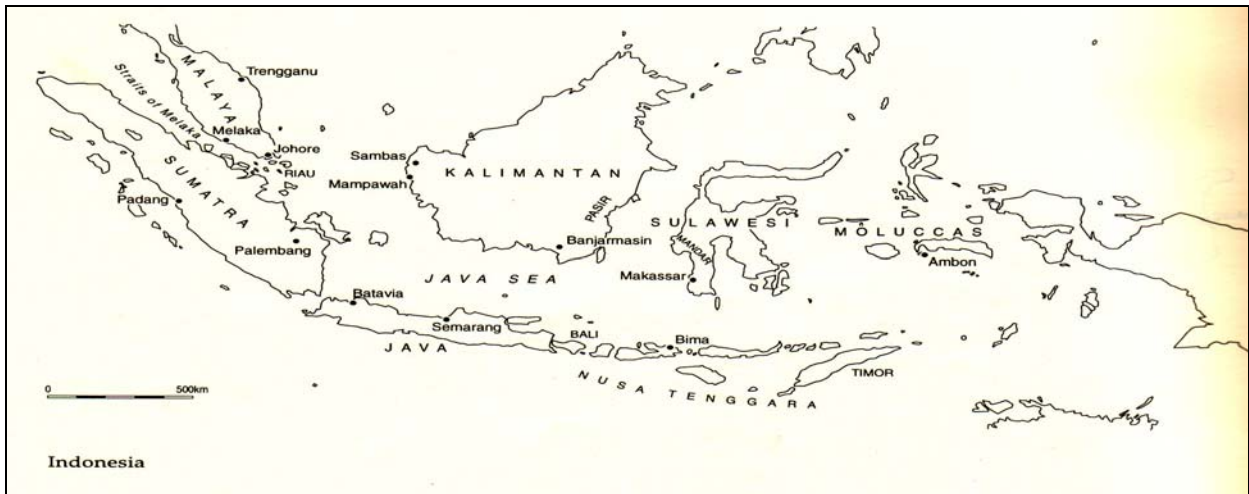 Trengganu
MALAYA
Straits of Melaka
Melaka
Johore
RIAU
SUMATRA
Padang
Palembang
Sambas
Mampawah
KALIMANTAN
PASIR
Banjarmasin
SULAWESI
MANDAR
Makassar
MOLUCCAS
Ambon
JAVA SEA
Batavia
Semarang
JAVA
BALI
Bima
NUSA TENGGARA
TIMOR
0 500km
Indonesia